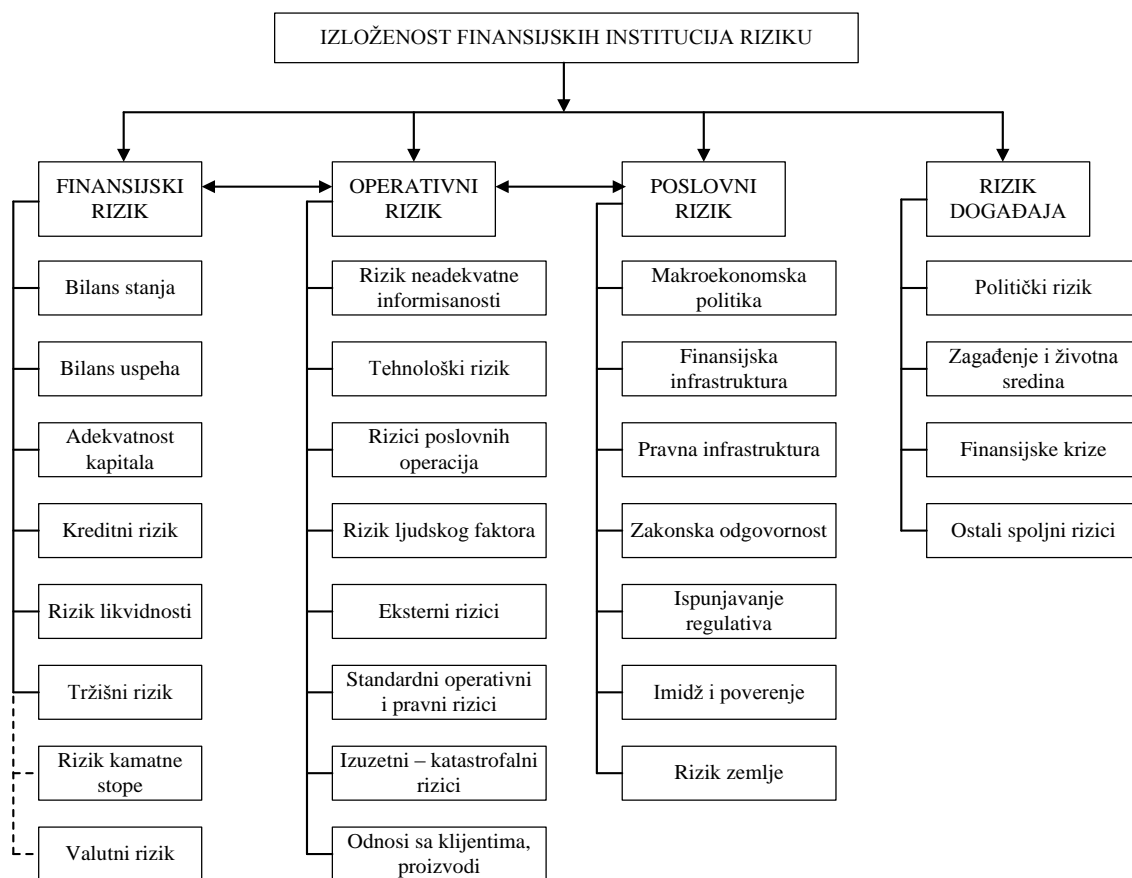 IZLOŽENOST FINANSIJSKIH INSTITUCIJA RIZIKU
FINANSIJSKI
RIZIK
Bilans stanja
Bilans uspeha
Adekvatnost
kapitala
Kreditni rizik
Rizik likvidnosti
Tržišni rizik
Rizik kamatne
stope
Valutni rizik
OPERATIVNI
RIZIK
Rizik neadekvatne
informisanosti
Tehnološki rizik
Rizici poslovnih
operacija
Rizik ljudskog faktora
Eksterni rizici
Standardni operativni
i pravni rizici
Izuzetni – katastrofalni
rizici
Odnosi sa klijentima,
proizvodi
POSLOVNI
RIZIK
Makroekonomska
politika
Finansijska
infrastruktura
Pravna infrastruktura
Zakonska odgovornost
Ispunjavanje
regulativa
Imidž i poverenje
Rizik zemlje
RIZIK
DOGAĐAJA
Politički rizik
Zagađenje i životna
sredina
Finansijske krize
Ostali spoljni rizici